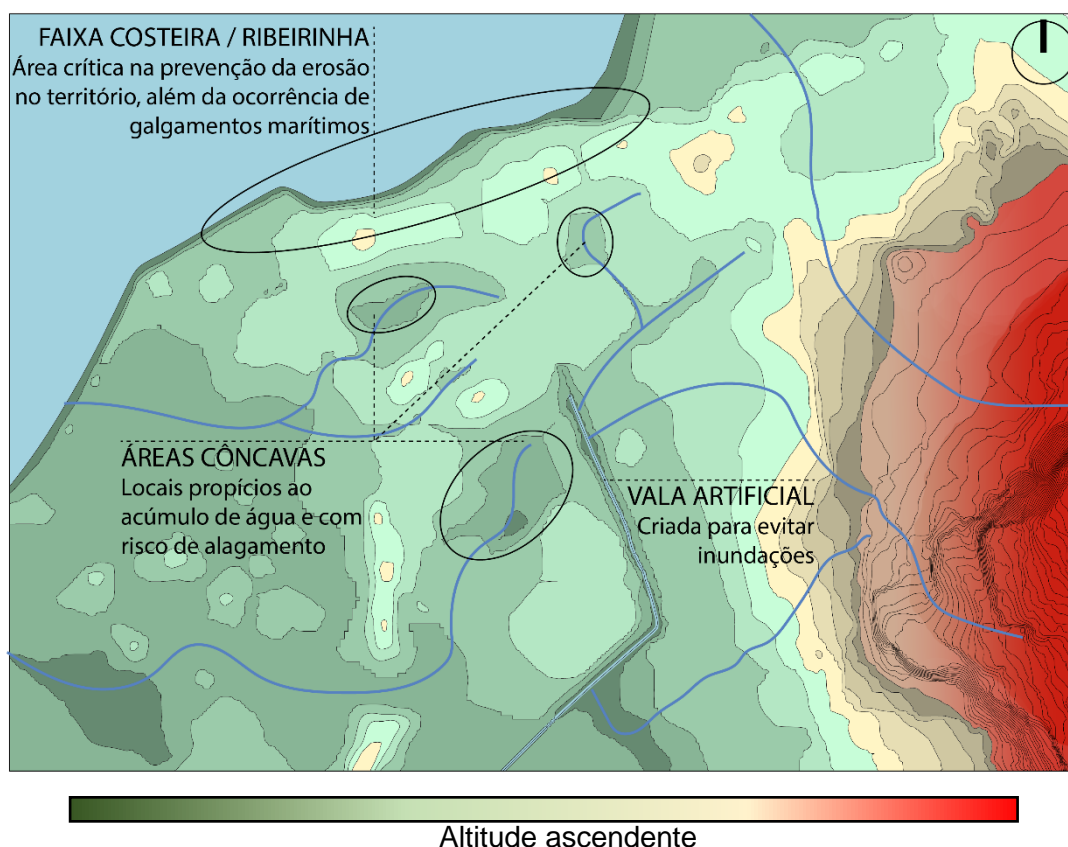 FAIXA COSTEIRA / RIBEIRINHA
Área crítica na prevenção da erosão
no território, além da ocorrência de
galgamentos marítimos
ÁREAS CÔNCAVAS
Locais propícios ao
acúmulo de água e com
risco de alagamento
VALA ARTIFICIAL
Criada para evitar
inundações
Altitude ascendente